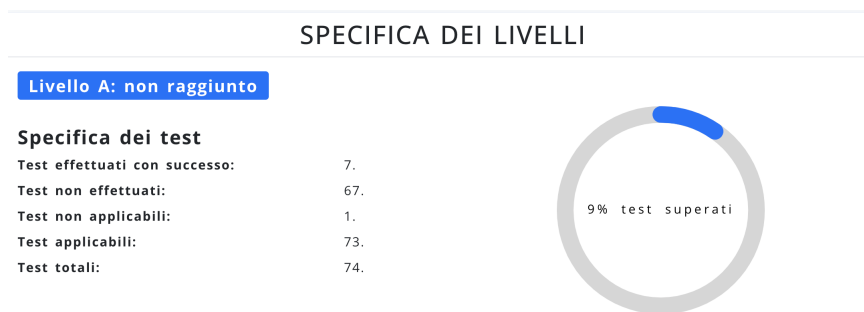 SPECIFICA DEI LIVELLI
Livello A: non raggiunto
Specifica dei test
Test effettuati con successo: 7.
Test non effettuati: 67.
Test non applicabili: 1.
Test applicabili: 73.
Test totali: 74.
9% test superati